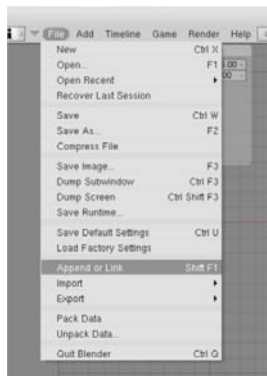 File Add Timeline Game Render Help
New Ctrl X
Open... F1
Open Recent
Recover Last Session
Save Ctrl W
Save As... F2
Compress File
Save Image... F3
Dump Subwindow Ctrl F3
Dump Screen Ctrl Shift F3
Save Runtime...
Save Default Settings Ctrl U
Load Factory Settings
Append or Link Shift F1
Import
Export
Pack Data
Unpack Data...
Quit Blender Ctrl Q